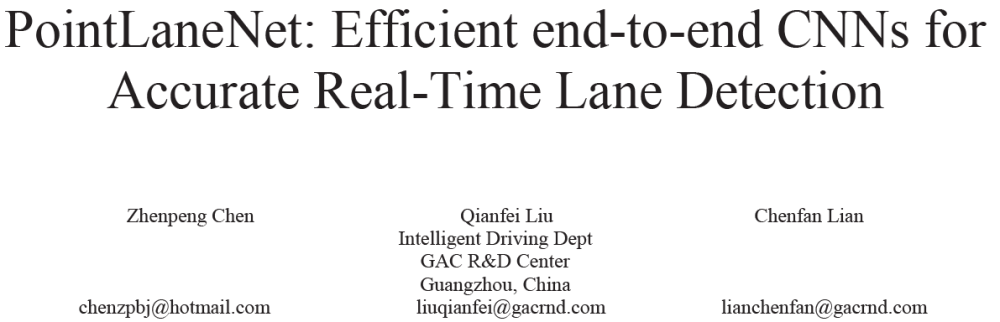 PointLaneNet: Efficient end-to-end CNNs for
Accurate Real-Time Lane Detection
Zhenpeng Chen
Qianfei Liu
Chenfan Lian
Intelligent Driving Dept
GAC R&D Center
Guangzhou, China
chenzpbj@hotmail.com
liuqianfei@gacrnd.com
lianchenfan@gacrnd.com